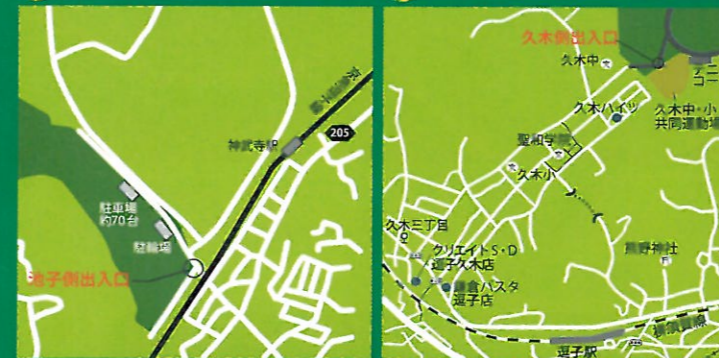 京急逗子線
205
神武寺駅
駐車場
約70台
駐輪場
池子側出入口
久木側出入口
久木中
テニ
コー
久木ハイツ
久木中・小
共同運動場
聖和学院
久木小
久木三丁目
クリエイトS・D
逗子久木店
鎌倉パスタ
逗子店
熊野神社
横須賀線
逗子駅